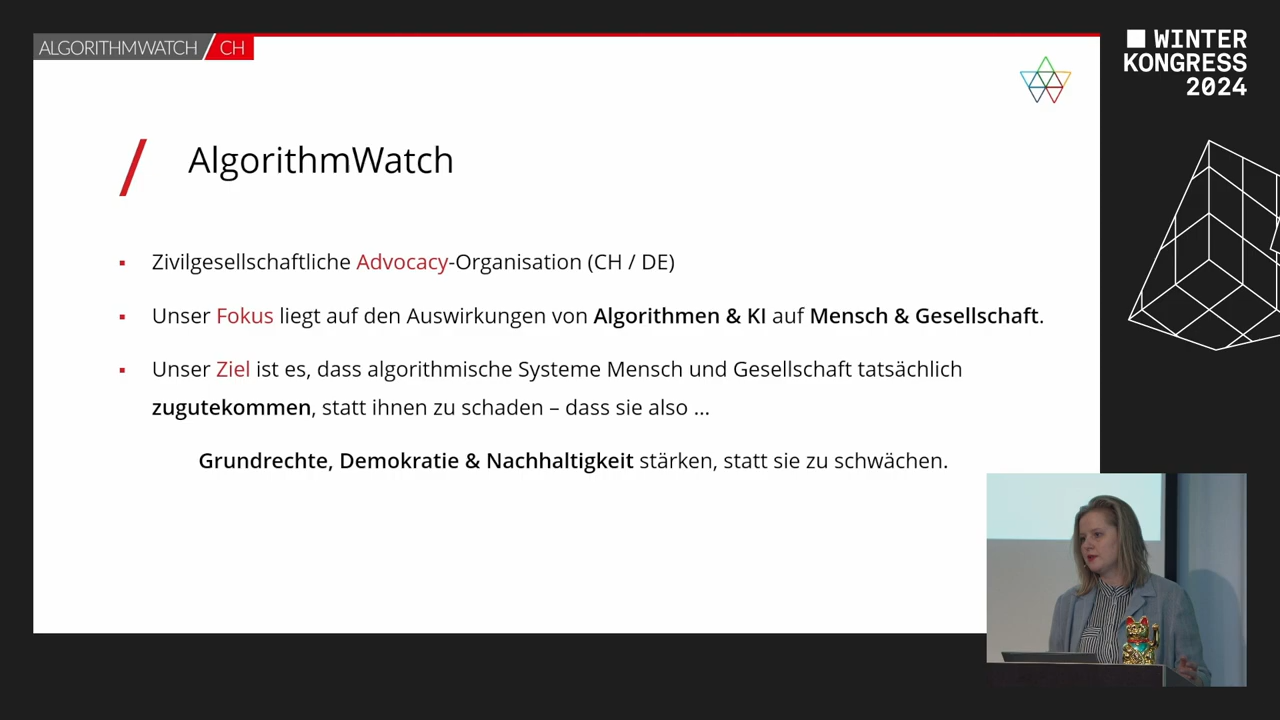 ALGORITHMWATCH / CH
WINTER
KONGRESS
2024
AlgorithmWatch
Zivilgesellschaftliche Advocacy-Organisation (CH / DE)
Unser Fokus liegt auf den Auswirkungen von Algorithmen & KI auf Mensch & Gesellschaft.
Unser Ziel ist es, dass algorithmische Systeme Mensch und Gesellschaft tatsächlich
zugutekommen, statt ihnen zu schaden – dass sie also ...
Grundrechte, Demokratie & Nachhaltigkeit stärken, statt sie zu schwächen.